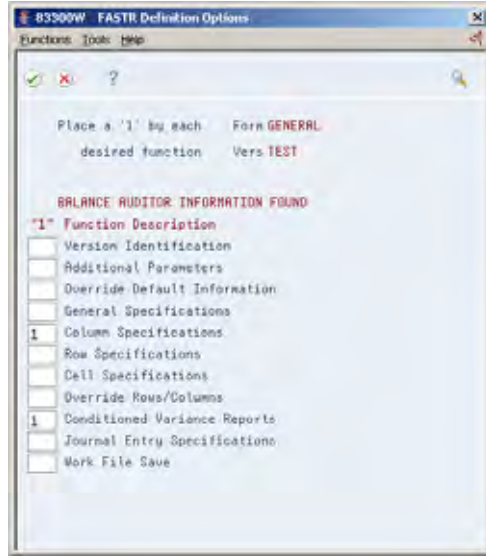 83300W FASTR Definition Options
Functions Tools Help
?
Place a '1' by each Form GENERAL
desired function Vers TEST
BALANCE AUDITOR INFORMATION FOUND
"1" Function Description
Version Identification
Additional Parameters
Override Default Information
General Specifications
1 Column Specifications
Row Specifications
Cell Specifications
Override Rows/Columns
1 Conditioned Variance Reports
Journal Entry Specifications
Work File Save